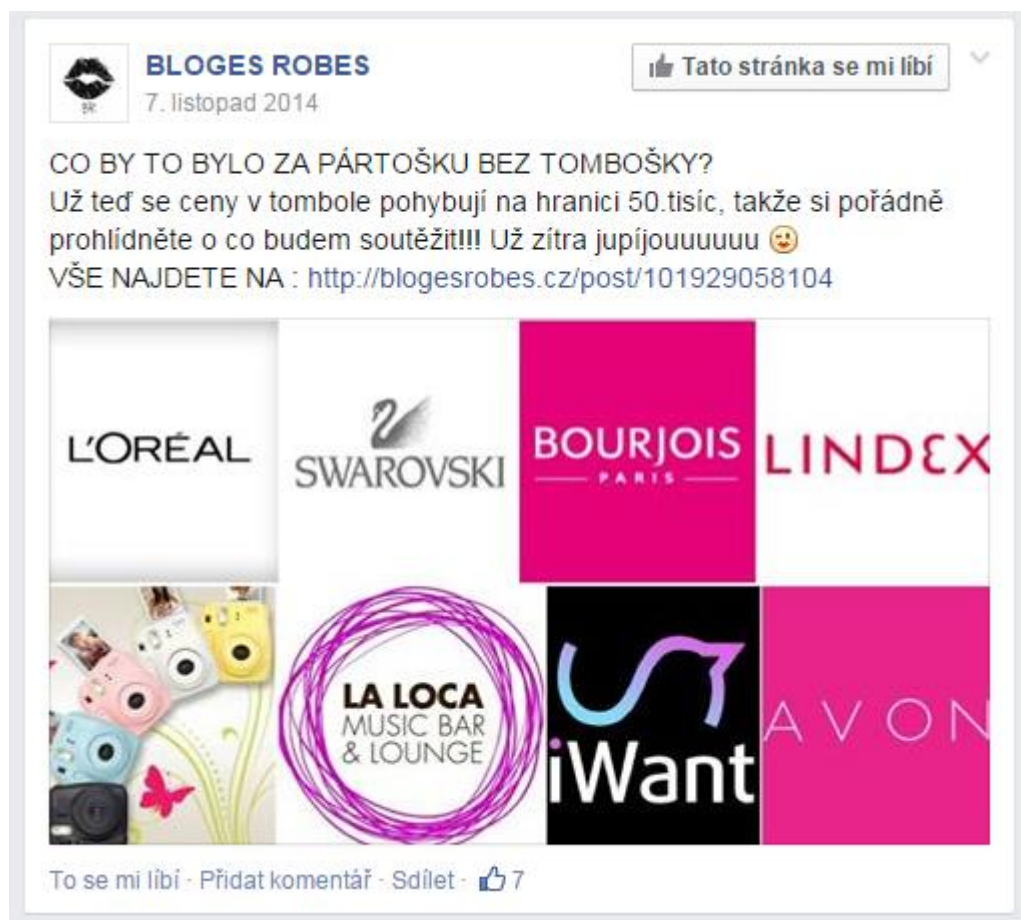 BLOGES ROBES
Tato stránka se mi líbí
7. listopad 2014
CO BY TO BYLO ZA PÁRTOŠKU BEZ TOMBOŠKY?
Už teď se ceny v tombole pohybují na hranici 50.tisíc, takže si pořádně
prohlídněte o co budem soutěžit!!! Už zítra jupíjouuuuuu
VŠE NAJDETE NA : http://blogesrobes.cz/post/101929058104
L'ORÉAL
SWAROVSKI
BOURJOIS
PARIS
LINDEX
LA LOCA
MUSIC BAR
& LOUNGE
iWant
AVON
To se mi líbí · Přidat komentář · Sdílet · 7